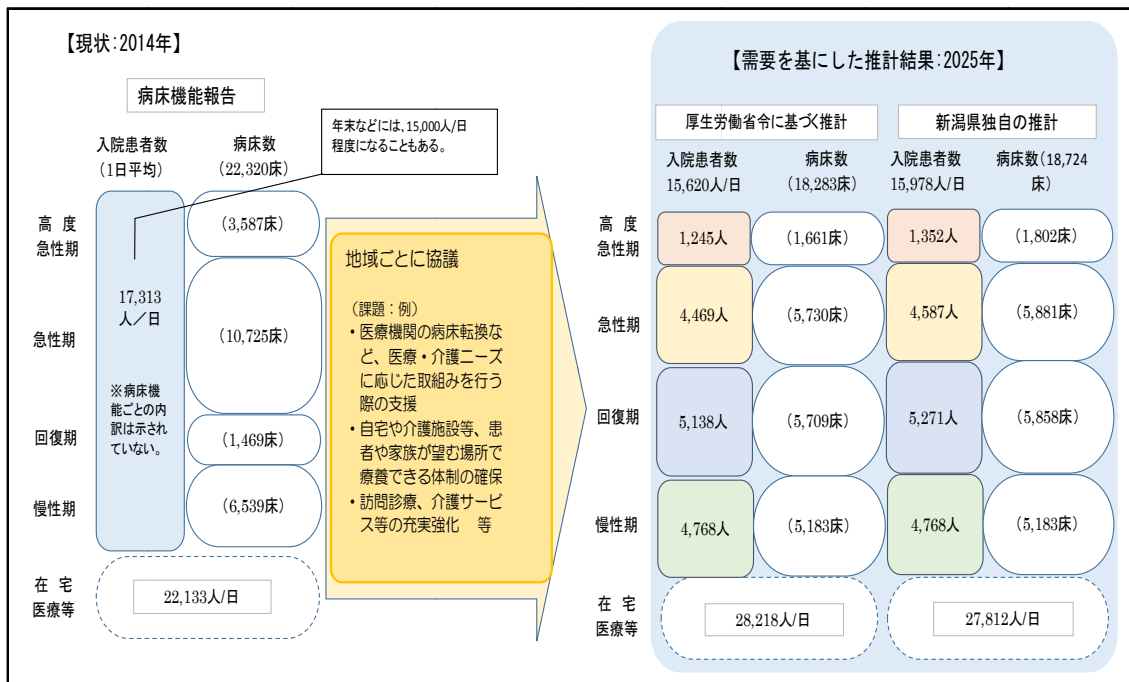 【現状:2014年】
病床機能報告
入院患者数
(1日平均)
病床数
(22,320床)
年末などには、15,000人/日
程度になることもある。
高 度
急性期
(3,587床)
17,313
人/日
急性期
(10,725床)
※病床機
能ごとの内
訳は示され
ていない。
回復期
(1,469床)
慢性期
(6,539床)
在 宅
医療等
22,133人/日
地域ごとに協議
(課題:例)
・医療機関の病床転換な
ど、医療・介護ニーズ
に応じた取組みを行う
際の支援
・自宅や介護施設等、患
者や家族が望む場所で
療養できる体制の確保
・訪問診療、介護サービ
ス等の充実強化 等
【需要を基にした推計結果:2025年】
厚生労働省令に基づく推計
新潟県独自の推計
入院患者数
15,620人/日
病床数
(18,283床)
入院患者数
15,978人/日
病床数(18,724
床)
高 度
急性期
1,245人
(1,661床)
1,352人
(1,802床)
急性期
4,469人
(5,730床)
4,587人
(5,881床)
回復期
5,138人
(5,709床)
5,271人
(5,858床)
慢性期
4,768人
(5,183床)
4,768人
(5,183床)
在 宅
医療等
28,218人/日
27,812人/日